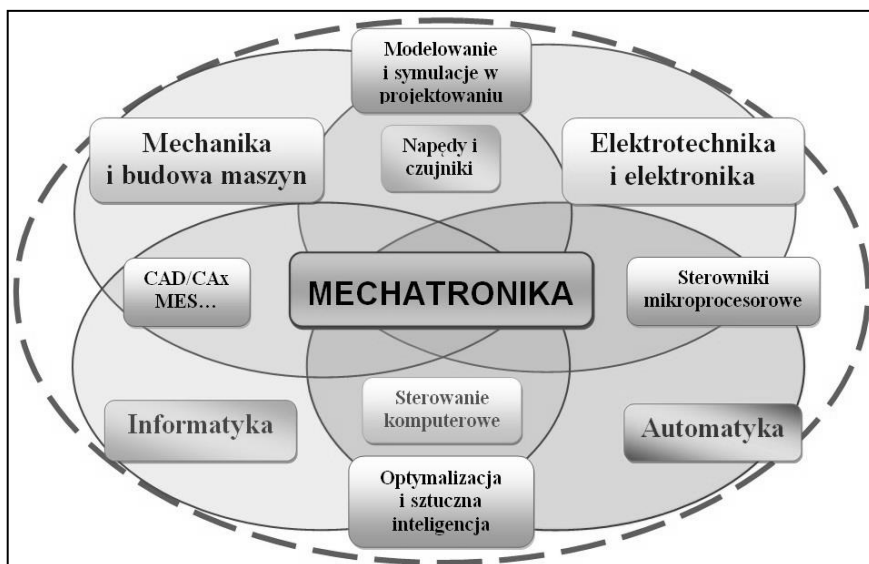 Modelowanie
i symulacje w
projektowaniu
Mechanika
i budowa maszyn
Napędy i
czujniki
Elektrotechnika
i elektronika
CAD/CAx
MES...
MECHATRONIKA
Sterowniki
mikroprocesorowe
Informatyka
Sterowanie
komputerowe
Automatyka
Optymalizacja
i sztuczna
inteligencja